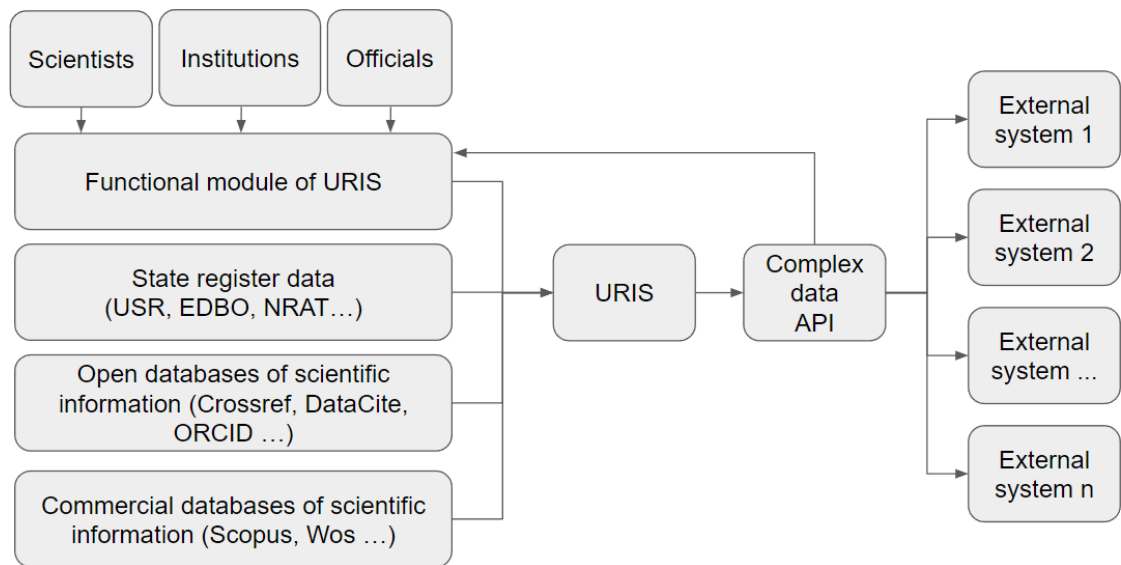 Scientists
Institutions
Officials
Functional module of URIS
State register data
(USR, EDBO, NRAT…)
Open databases of scientific
information (Crossref, DataCite,
ORCID …)
Commercial databases of scientific
information (Scopus, Wos …)
URIS
Complex
data
API
External
system 1
External
system 2
External
system ...
External
system n